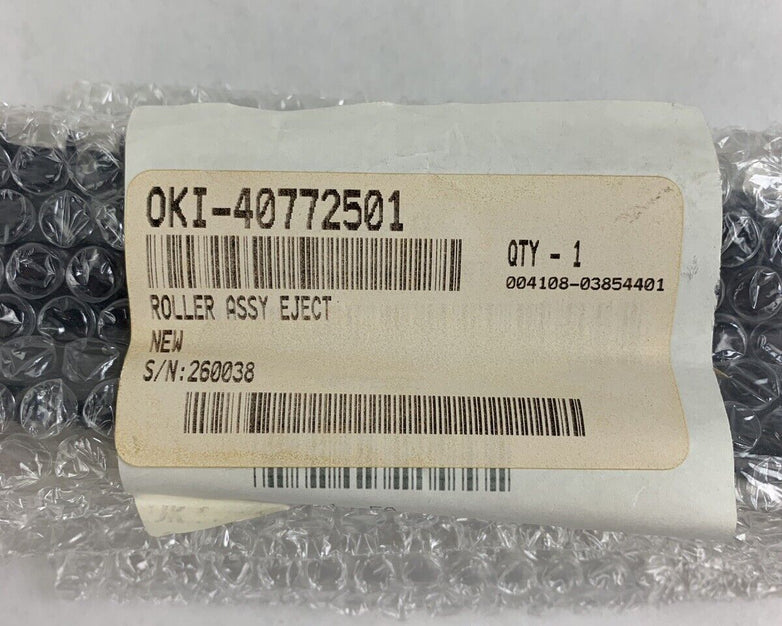 OKI-40772501
QTY - 1
004108-03854401
ROLLER ASSY EJECT
NEW
S/N:260038